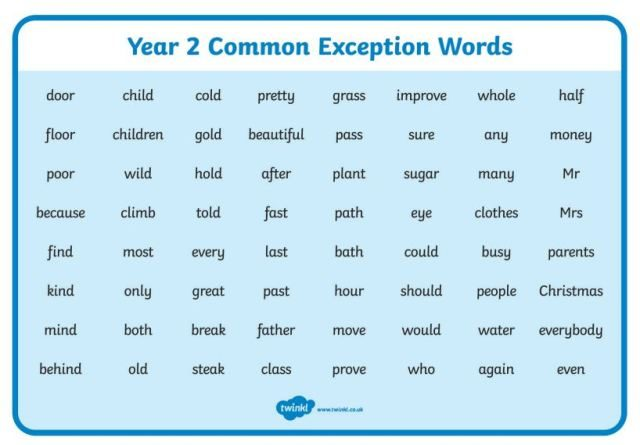 Year 2 Common Exception Words
door child cold pretty grass improve whole half
floor children gold beautiful pass sure any money
poor wild hold after plant sugar many Mr
because climb told fast path eye clothes Mrs
find most every last bath could busy parents
kind only great past hour should people Christmas
mind both break father move would water everybody
behind old steak class prove who again even
twinkl www.twinkl.co.uk